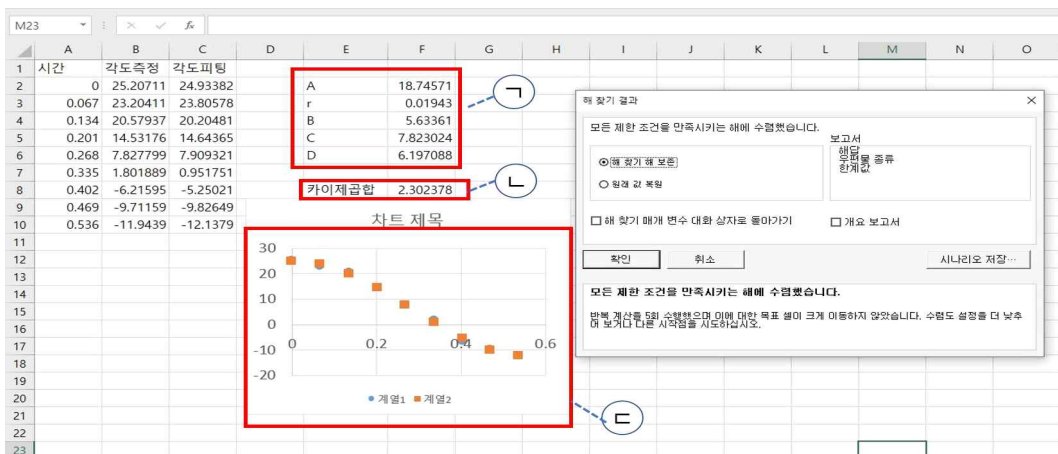 M23
fx
A B C D E F G H I J K L M N O
1 시간 각도측정 각도피팅
2 0 25.20711 24.93382 A 18.74571
3 0.067 23.20411 23.80578 r 0.01943
4 0.134 20.57937 20.20481 B 5.63361
5 0.201 14.53176 14.64365 C 7.823024
6 0.268 7.827799 7.909321 D 6.197088
7 0.335 1.801889 0.951751
8 0.402 -6.21595 -5.25021 카이제곱합 2.302378
9 0.469 -9.71159 -9.82649
10 0.536 -11.9439 -12.1379
11
12
13
14
15
16
17
18
19
20
21
22
23
ㄱ
ㄴ
차트 제목
30
20
10
0
-10
-20
0 0.2 0.4 0.6
계열1 계열2
ㄷ
해 찾기 결과
모든 제한 조건을 만족시키는 해에 수렴했습니다.
보고서
해 찾기 해 보존
원래 값 복원
해답
우편물 종류
한계값
해 찾기 매개 변수 대화 상자로 돌아가기
개요 보고서
확인 취소 시나리오 저장...
모든 제한 조건을 만족시키는 해에 수렴했습니다.
반복 계산을 5회 수행했으며 이에 대한 목표 셀이 크게 이동하지 않았습니다. 수렴도 설정을 더 낮추
어 보거나 다른 시작점을 시도하십시오.